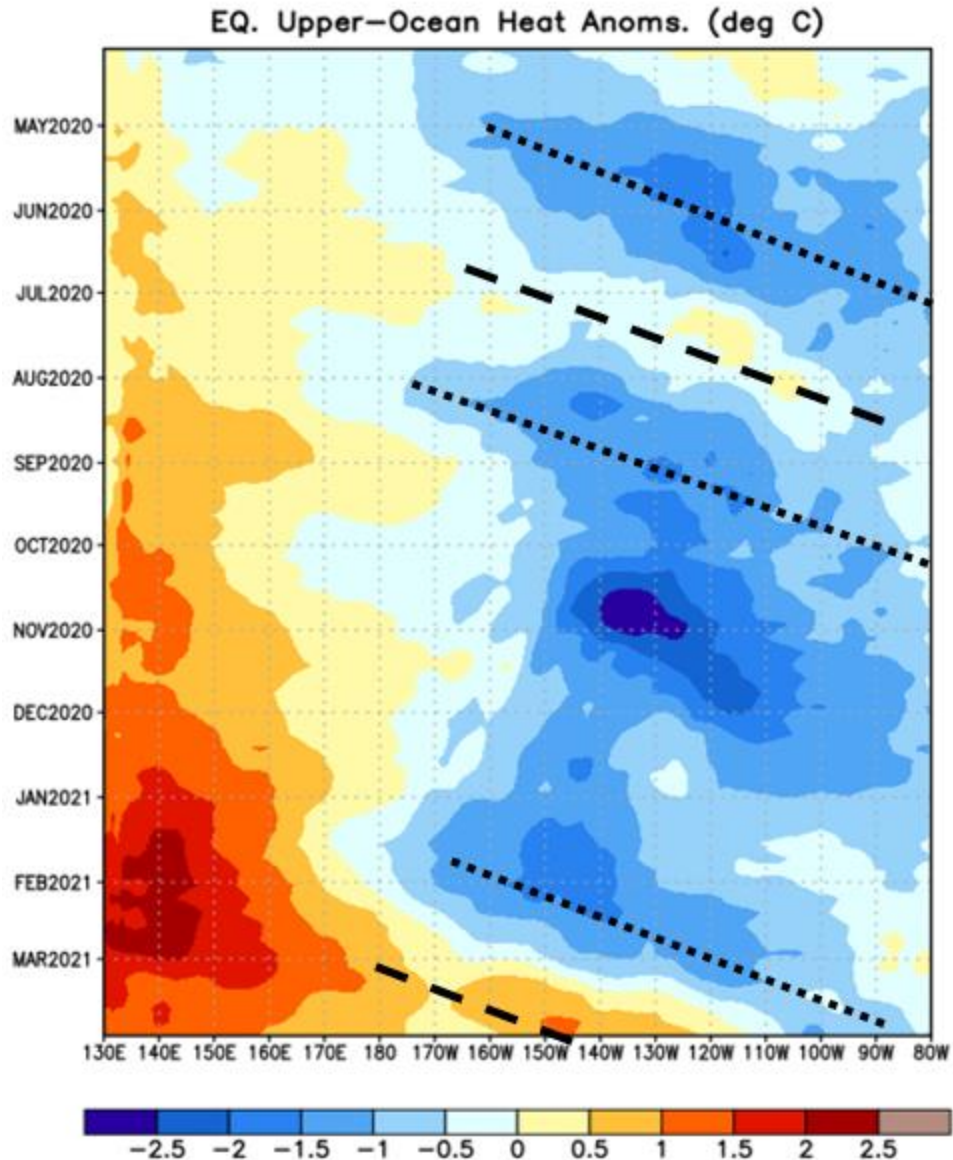 EQ. Upper-Ocean Heat Anoms. (deg C)
MAY2020
JUN2020
JUL2020
AUG2020
SEP2020
OCT2020
NOV2020
DEC2020
JAN2021
FEB2021
MAR2021
130E 140E 150E 160E 170E 180 170W 160W 150W 140W 130W 120W 110W 100W 90W 80W
-2.5 -2 -1.5 -1 -0.5 0 0.5 1 1.5 2 2.5